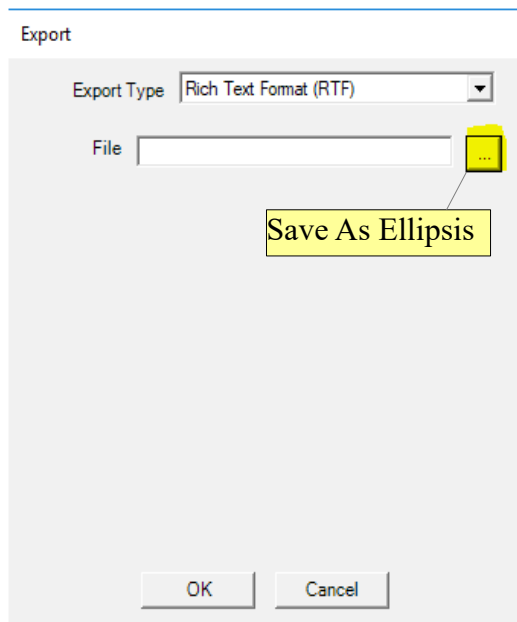 Export
Export Type Rich Text Format (RTF)
File ...
Save As Ellipsis
OK Cancel